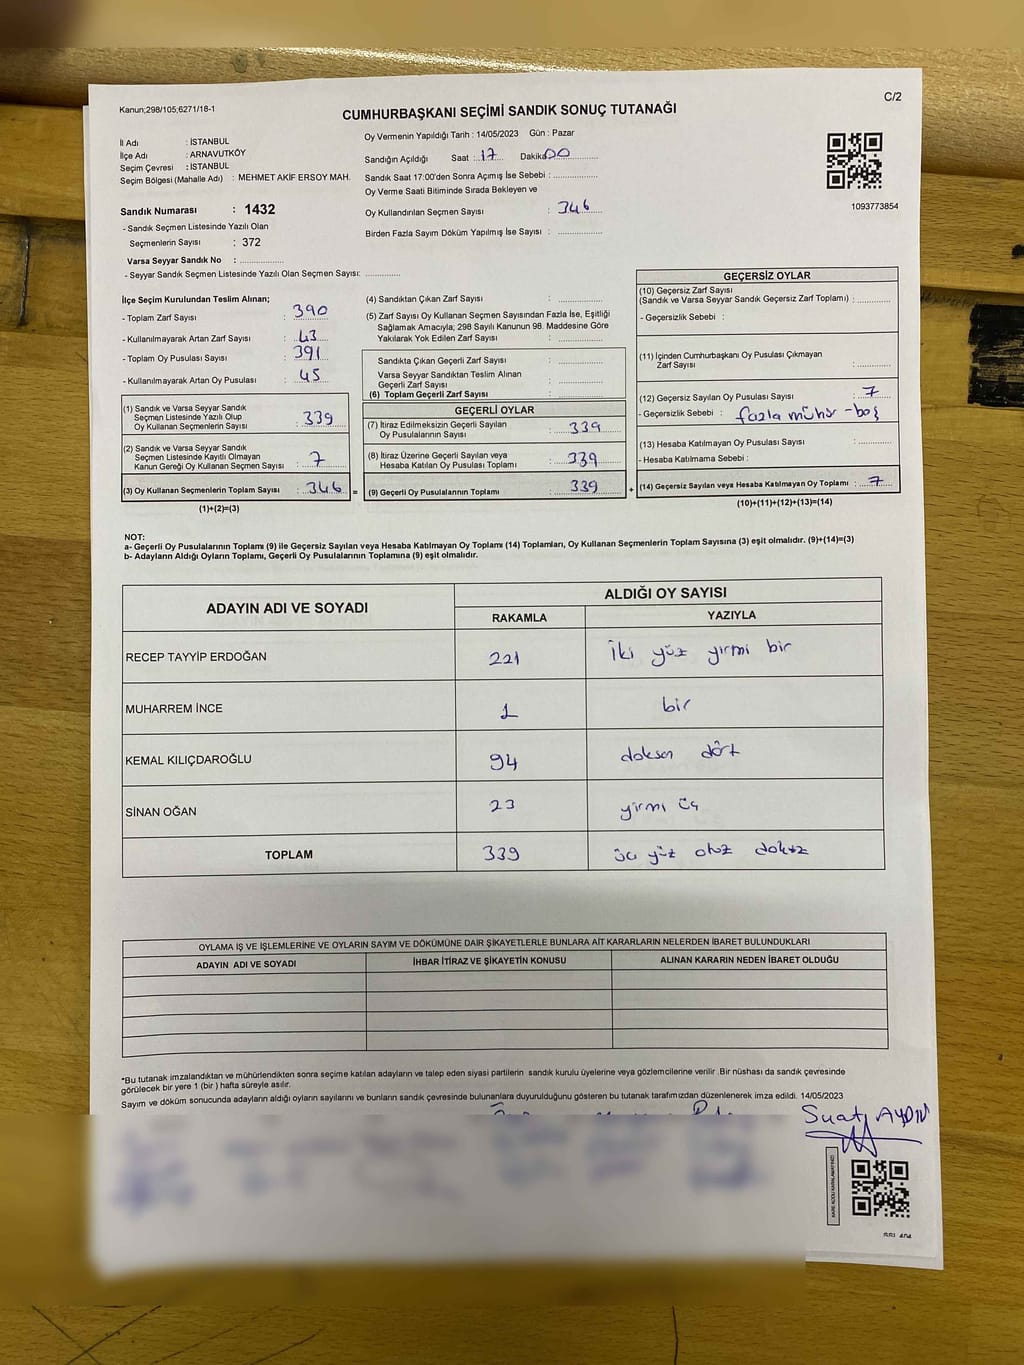 Kanun;298/105;6271/18-1
C/2
CUMHURBAŞKANI SEÇİMİ SANDIK SONUÇ TUTANAĞI
İl Adı : İSTANBUL
İlçe Adı : ARNAVUTKÖY
Seçim Çevresi : İSTANBUL
Seçim Bölgesi (Mahalle Adı) : MEHMET AKİF ERSOY MAH.
Sandık Numarası : 1432
- Sandık Seçmen Listesinde Yazılı Olan
Seçmenlerin Sayısı : 372
Varsa Seyyar Sandık No :
- Seyyar Sandık Seçmen Listesinde Yazılı Olan Seçmen Sayısı:
Oy Vermenin Yapıldığı Tarih : 14/05/2023 Gün : Pazar
Sandığın Açıldığı Saat : 17 Dakika 00
Sandık Saat 17:00'den Sonra Açımış İse Sebebi :
Oy Verme Saati Bitiminde Sırada Bekleyen ve
Oy Kullandırılan Seçmen Sayısı : 346
Birden Fazla Sayım Döküm Yapılmış İse Sayısı :
1093773854
İlçe Seçim Kurulundan Teslim Alınan;
- Toplam Zarf Sayısı : 390
- Kullanılmayarak Artan Zarf Sayısı : 43
- Toplam Oy Pusulası Sayısı : 391
- Kullanılmayarak Artan Oy Pusulası : 45
(1) Sandık ve Varsa Seyyar Sandık
Seçmen Listesinde Yazılı Olup
Oy Kullanan Seçmenlerin Sayısı : 339
(2) Sandık ve Varsa Seyyar Sandık
Seçmen Listesinde Kayıtlı Olmayan
Kanun Gereği Oy Kullanan Seçmen Sayısı : 7
(3) Oy Kullanan Seçmenlerin Toplam Sayısı : 346 =
(1)+(2)=(3)
(4) Sandıktan Çıkan Zarf Sayısı :
(5) Zarf Sayısı Oy Kullanan Seçmen Sayısından Fazla İse, Eşitliği
Sağlamak Amacıyla; 298 Sayılı Kanunun 98. Maddesine Göre
Yakılarak Yok Edilen Zarf Sayısı :
Sandıkta Çıkan Geçerli Zarf Sayısı :
Varsa Seyyar Sandıktan Teslim Alınan
Geçerli Zarf Sayısı :
(6) Toplam Geçerli Zarf Sayısı :
GEÇERLİ OYLAR
(7) İtiraz Edilmeksizin Geçerli Sayılan
Oy Pusulalarının Sayısı : 339
(8) İtiraz Üzerine Geçerli Sayılan veya
Hesaba Katılan Oy Pusulası Toplamı : 339
(9) Geçerli Oy Pusulalarının Toplamı : 339 +
GEÇERSİZ OYLAR
(10) Geçersiz Zarf Sayısı
(Sandık ve Varsa Seyyar Sandık Geçersiz Zarf Toplamı) :
- Geçersizlik Sebebi :
(11) İçinden Cumhurbaşkanı Oy Pusulası Çıkmayan
Zarf Sayısı :
(12) Geçersiz Sayılan Oy Pusulası Sayısı : 7
- Geçersizlik Sebebi : fazla mühür - boş
(13) Hesaba Katılmayan Oy Pusulası Sayısı :
- Hesaba Katılmama Sebebi :
(14) Geçersiz Sayılan veya Hesaba Katılmayan Oy Toplamı : 7
(10)+(11)+(12)+(13)=(14)
NOT:
a- Geçerli Oy Pusulalarının Toplamı (9) ile Geçersiz Sayılan veya Hesaba Katılmayan Oy Toplamı (14) Toplamları, Oy Kullanan Seçmenlerin Toplam Sayısına (3) eşit olmalıdır. (9)+(14)=(3)
b- Adayların Aldığı Oyların Toplamı, Geçerli Oy Pusulalarının Toplamına (9) eşit olmalıdır.
ADAYIN ADI VE SOYADI
ALDIĞI OY SAYISI
RAKAMLA YAZIYLA
RECEP TAYYİP ERDOĞAN 221 İki yüz yirmi bir
MUHARREM İNCE 1 bir
KEMAL KILIÇDAROĞLU 94 doksan dört
SİNAN OĞAN 23 yirmi üç
TOPLAM 339 üç yüz otuz dokuz
OYLAMA İŞ VE İŞLEMLERİNE VE OYLARIN SAYIM VE DÖKÜMÜNE DAİR ŞİKAYETLERLE BUNLARA AİT KARARLARIN NELERDEN İBARET BULUNDUKLARI
ADAYIN ADI VE SOYADI İHBAR İTİRAZ VE ŞİKAYETİN KONUSU ALINAN KARARIN NEDEN İBARET OLDUĞU
*Bu tutanak imzalandıktan ve mühürlendikten sonra seçime katılan adayların ve talep eden siyasi partilerin sandık kurulu üyelerine veya gözlemcilerine verilir .Bir nüshası da sandık çevresinde
görülecek bir yere 1 (bir ) hafta süreyle asılır.
Sayım ve döküm sonucunda adayların aldığı oyların sayılarını ve bunların sandık çevresinde bulunanlara duyurulduğunu gösteren bu tutanak tarafımızdan düzenlenerek imza edildi. 14/05/2023
Suat AYDIN